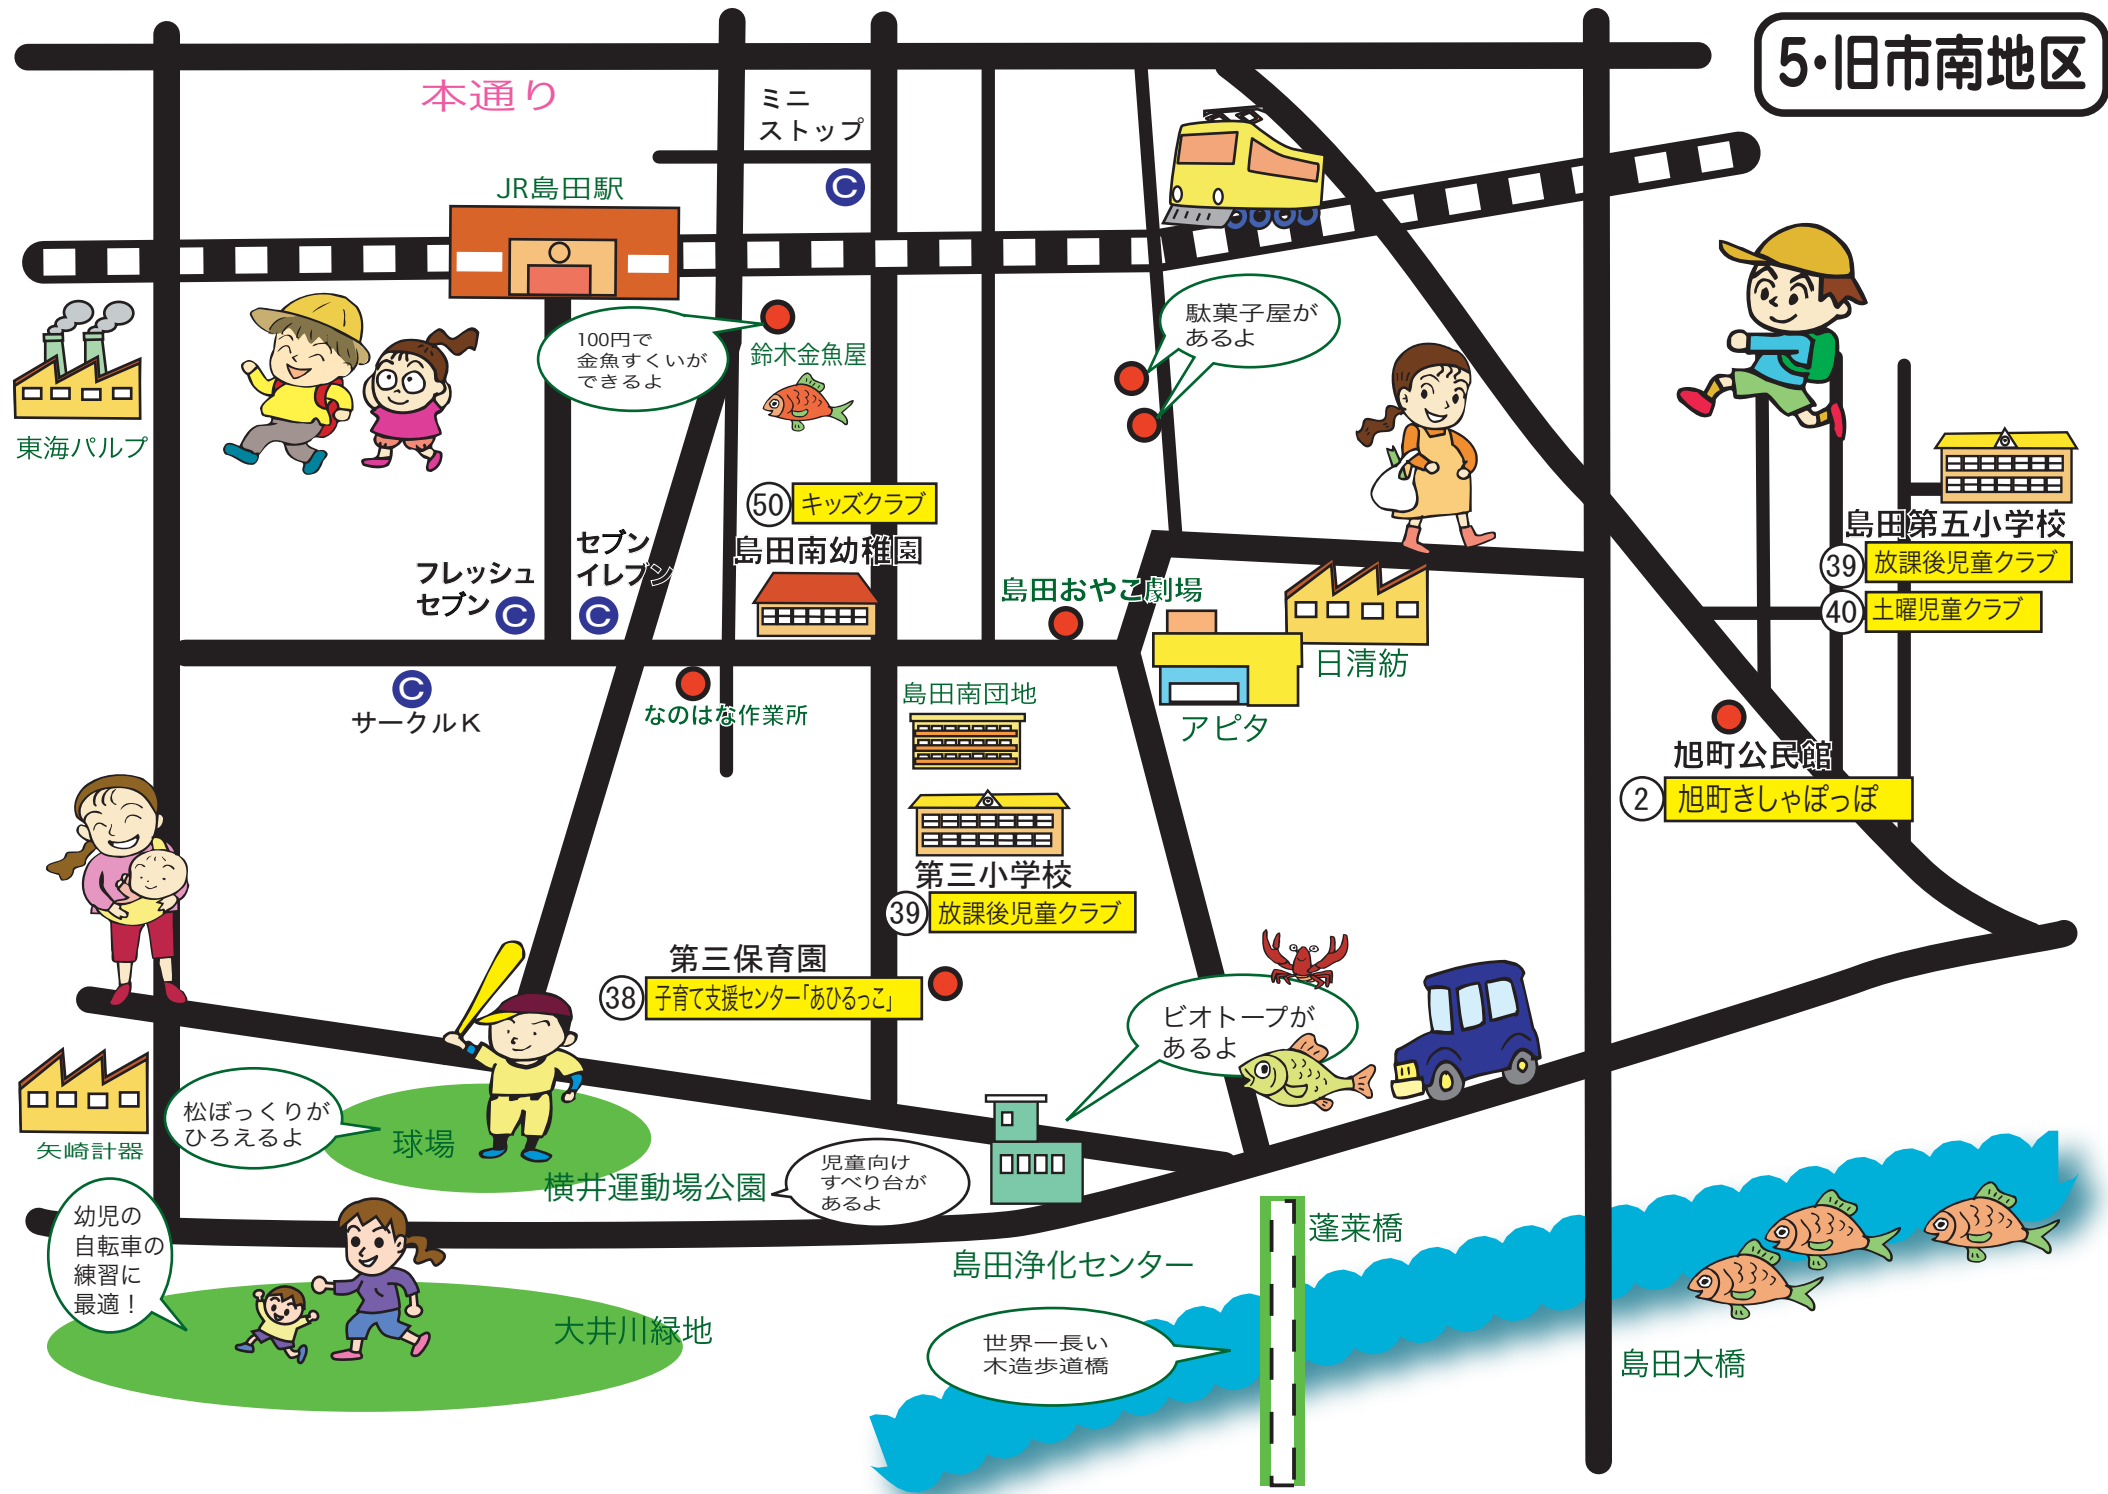 5・旧市南地区
本通り
ミニ
ストップ
C
JR島田駅
100円で
金魚すくいが
できるよ
鈴木金魚屋
駄菓子屋が
あるよ
東海パルプ
50 キッズクラブ
島田南幼稚園
セブン
イレブン
C
フレッシュ
セブン
C
島田おやこ劇場
島田第五小学校
39 放課後児童クラブ
40 土曜児童クラブ
日清紡
アピタ
C
サークルK
なのはな作業所
島田南団地
旭町公民館
2 旭町きしゃぽっぽ
第三小学校
39 放課後児童クラブ
第三保育園
38 子育て支援センター「あひるっこ」
ビオトープが
あるよ
松ぼっくりが
ひろえるよ
球場
矢崎計器
横井運動場公園
児童向け
すべり台が
あるよ
幼児の
自転車の
練習に
最適！
島田浄化センター
蓬莱橋
大井川緑地
世界一長い
木造歩道橋
島田大橋